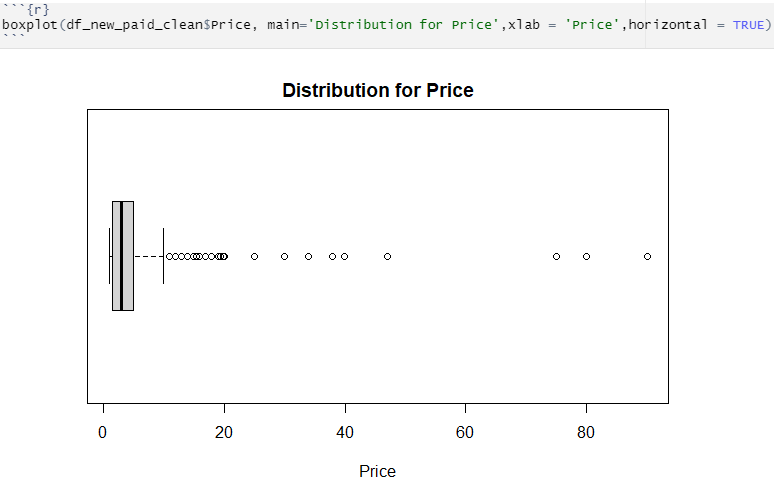 ```{r}
boxplot(df_new_paid_clean$Price, main='Distribution for Price',xlab = 'Price',horizontal = TRUE)
```
Distribution for Price
0 20 40 60 80
Price